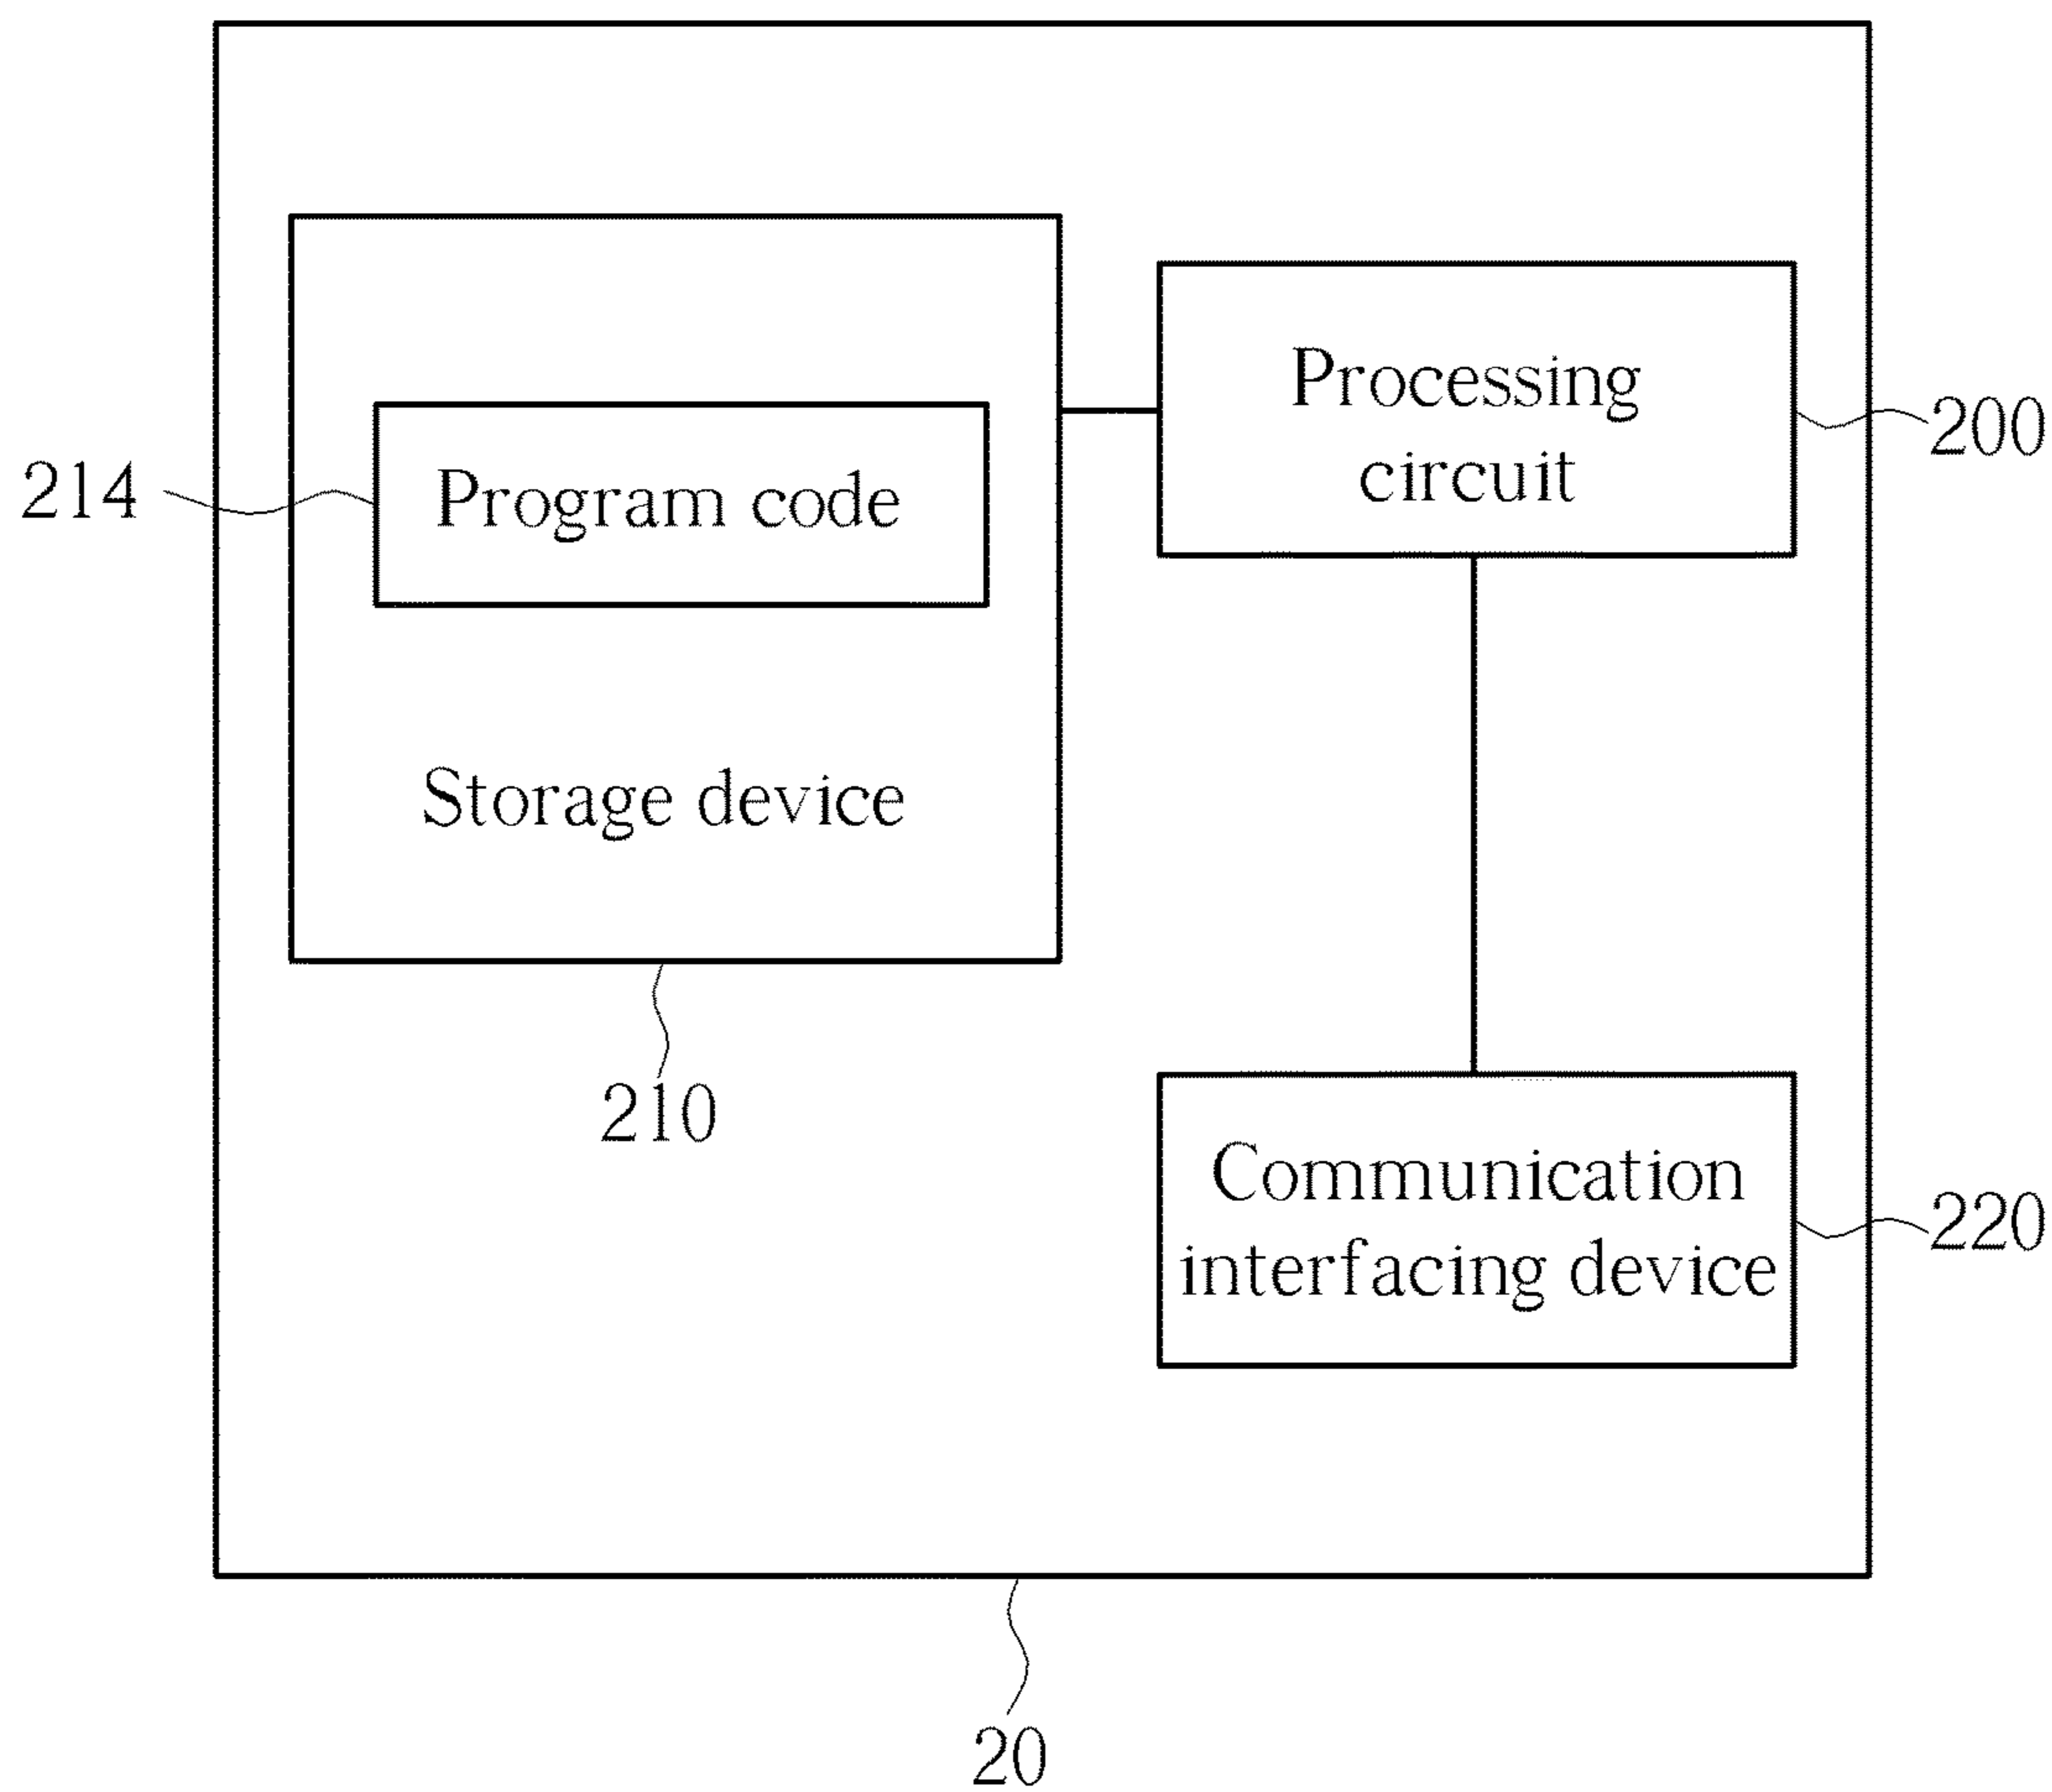 Processing
circuit
200
214
Program code
Storage device
210
Communication
interfacing device
220
20